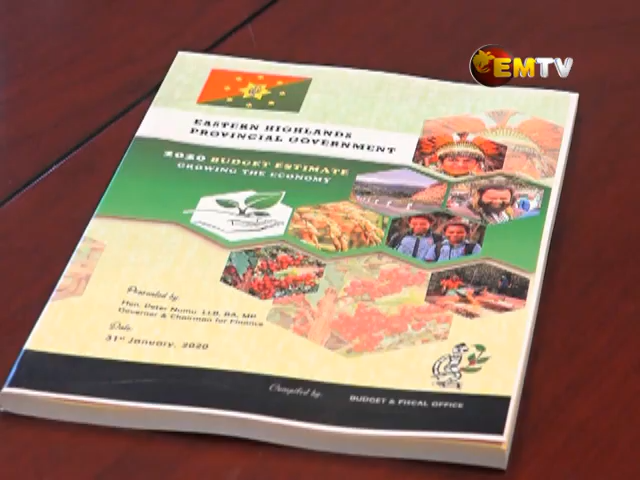 EMTV
EASTERN HIGHLANDS
PROVINCIAL GOVERNMENT
2020 BUDGET ESTIMATE
GROWING THE ECONOMY
Presented by
Hon. Peter Numu LLB, BA, MP
Governor & Chairman for Finance
Date:
31st January, 2020
Compiled by:
BUDGET & FISCAL OFFICE